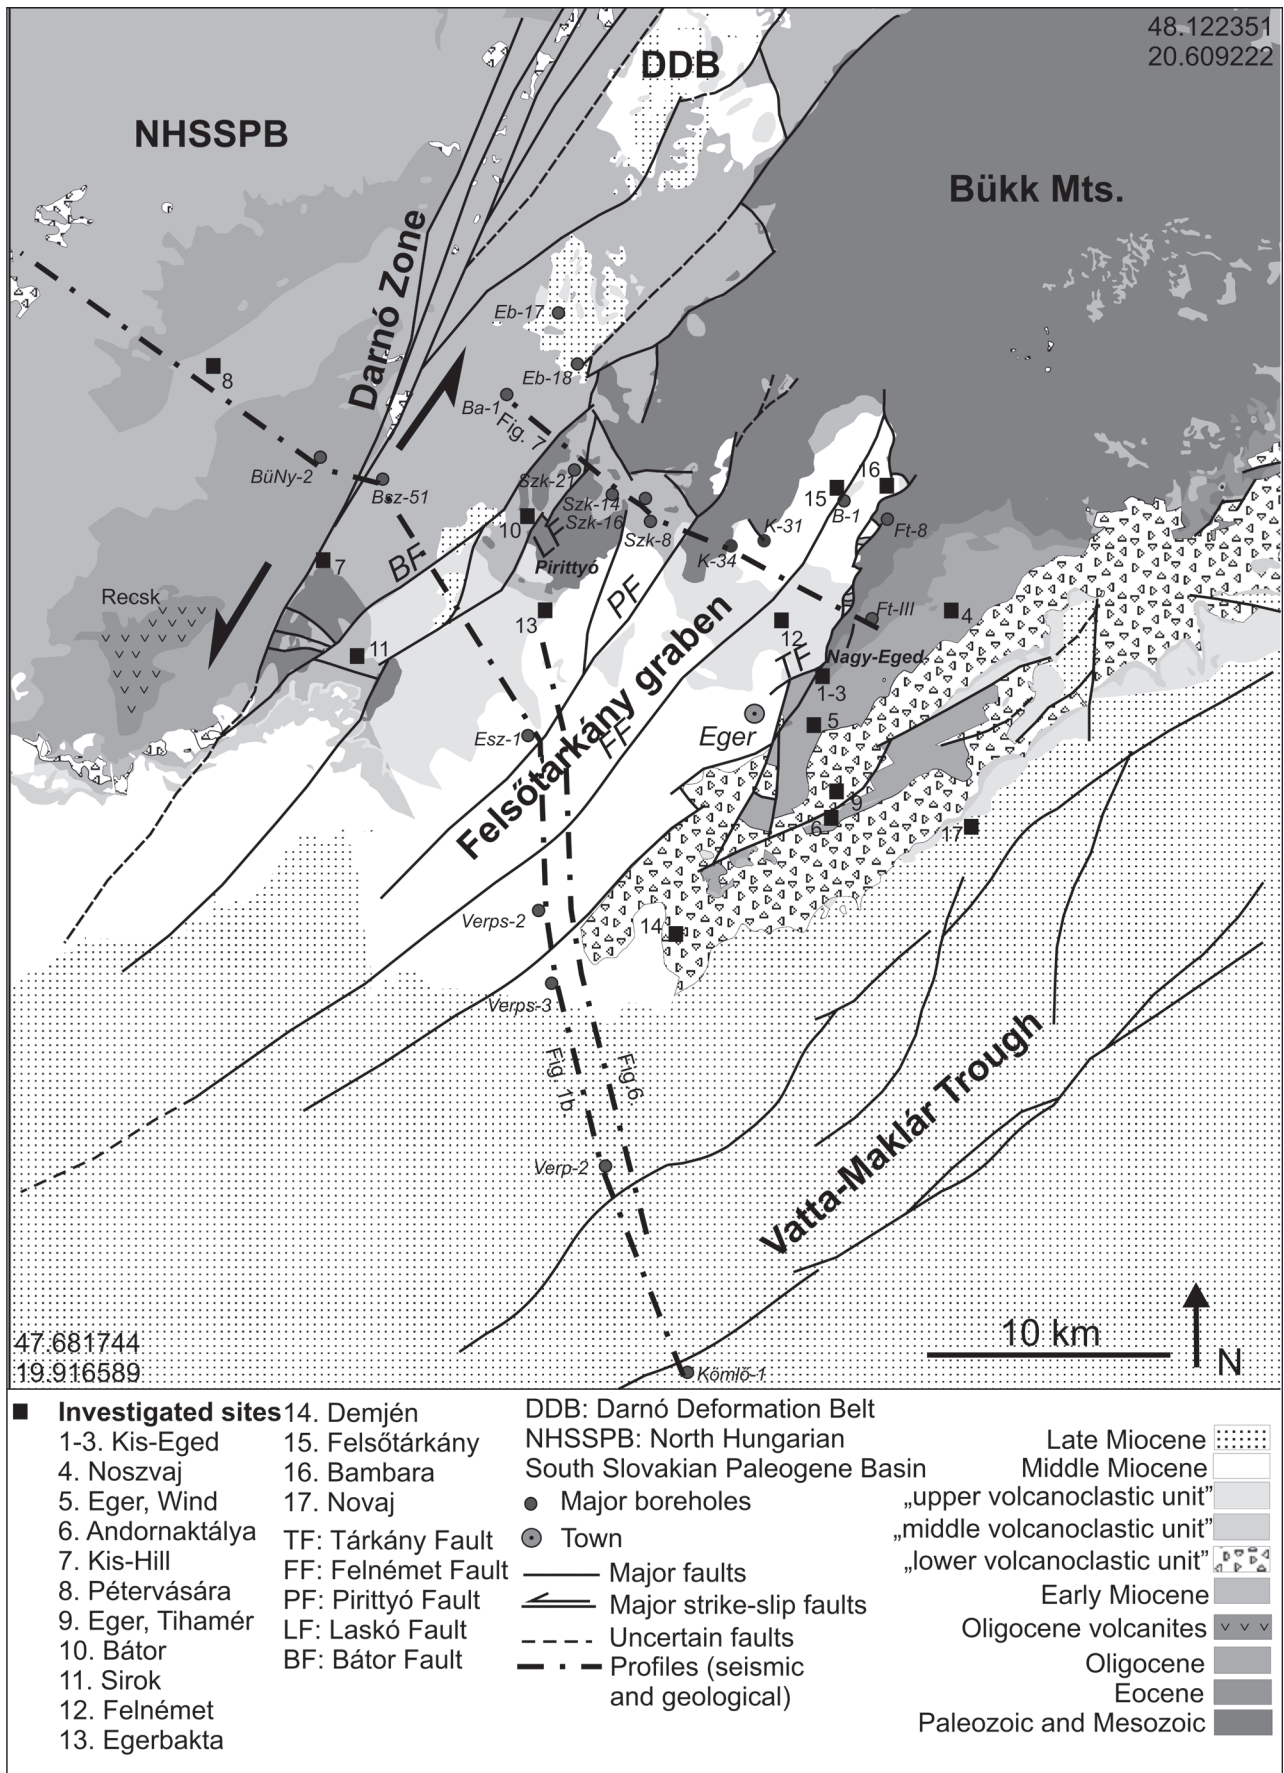 48.122351
20.609222
DDB
NHSSPB
Bükk Mts.
Darnó Zone
Eb-17
Eb-18
8
Ba-1
Fig. 7
BüNy-2
Bsz-51
Szk-21
Szk-14
Szk-16
Szk-8
10
LF
Pirittyó
K-34
K-31
15
16
B-1
Ft-8
7
BF
PF
Recsk
11
13
12
Ft-III
4
TF
Nagy-Eged
1-3
5
Eger
Esz-1
FF
Felsőtárkány graben
9
6
17
14
Verps-2
Verps-3
Fig. 1b
Fig.6.
Verp-2
Vatta-Maklár Trough
Kömlő-1
47.681744
19.916589
10 km
N
Investigated sites
1-3. Kis-Eged
4. Noszvaj
5. Eger, Wind
6. Andornaktálya
7. Kis-Hill
8. Pétervására
9. Eger, Tihamér
10. Bátor
11. Sirok
12. Felnémet
13. Egerbakta
14. Demjén
15. Felsőtárkány
16. Bambara
17. Novaj
TF: Tárkány Fault
FF: Felnémet Fault
PF: Pirittyó Fault
LF: Laskó Fault
BF: Bátor Fault
DDB: Darnó Deformation Belt
NHSSPB: North Hungarian
South Slovakian Paleogene Basin
Major boreholes
Town
Major faults
Major strike-slip faults
Uncertain faults
Profiles (seismic
and geological)
Late Miocene
Middle Miocene
„upper volcanoclastic unit”
„middle volcanoclastic unit”
„lower volcanoclastic unit”
Early Miocene
Oligocene volcanites
Oligocene
Eocene
Paleozoic and Mesozoic